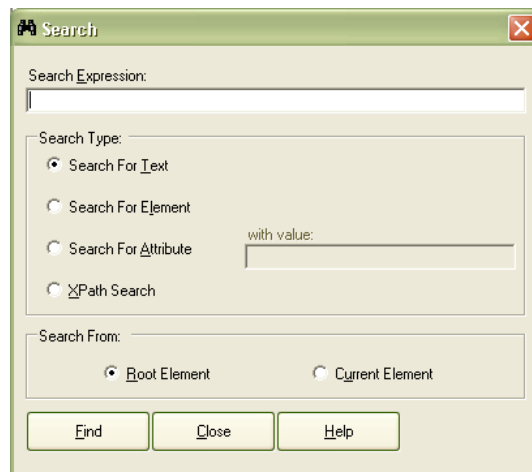 Search
Search Expression:
Search Type:
Search For Text
Search For Element
with value:
Search For Attribute
XPath Search
Search From:
Root Element Current Element
Find Close Help